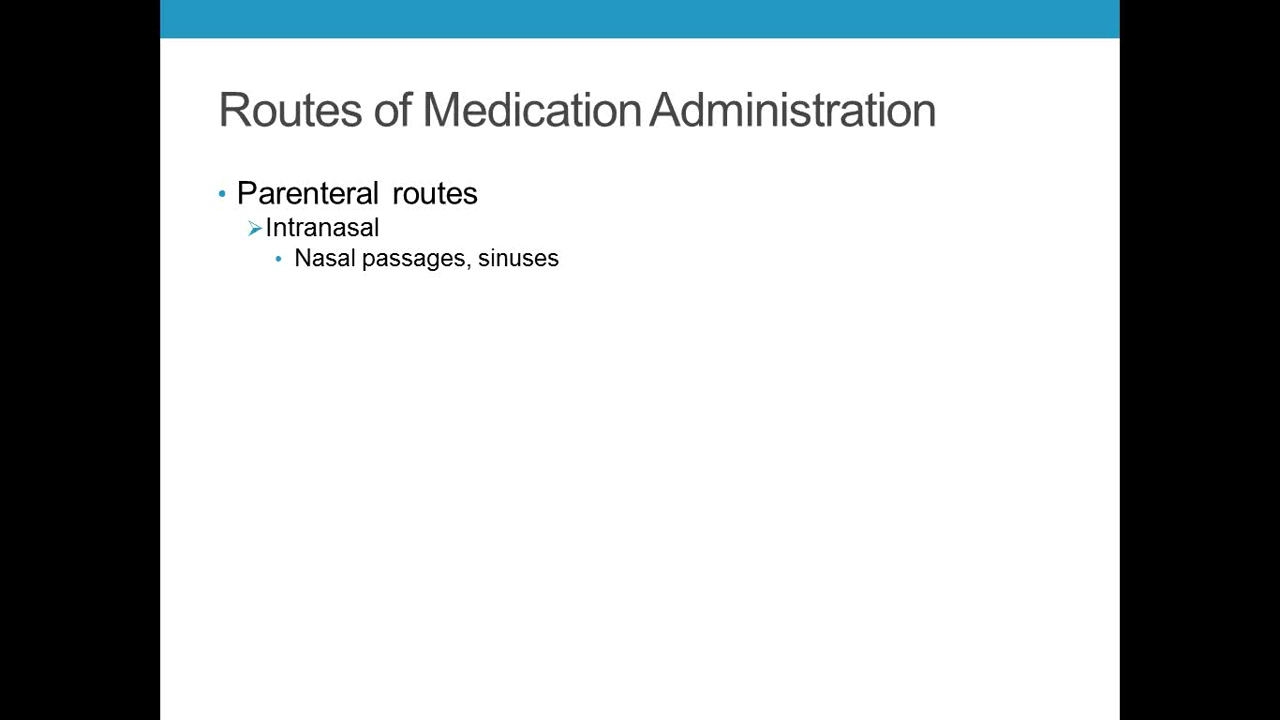 Routes of Medication Administration
• Parenteral routes
➢Intranasal
• Nasal passages, sinuses